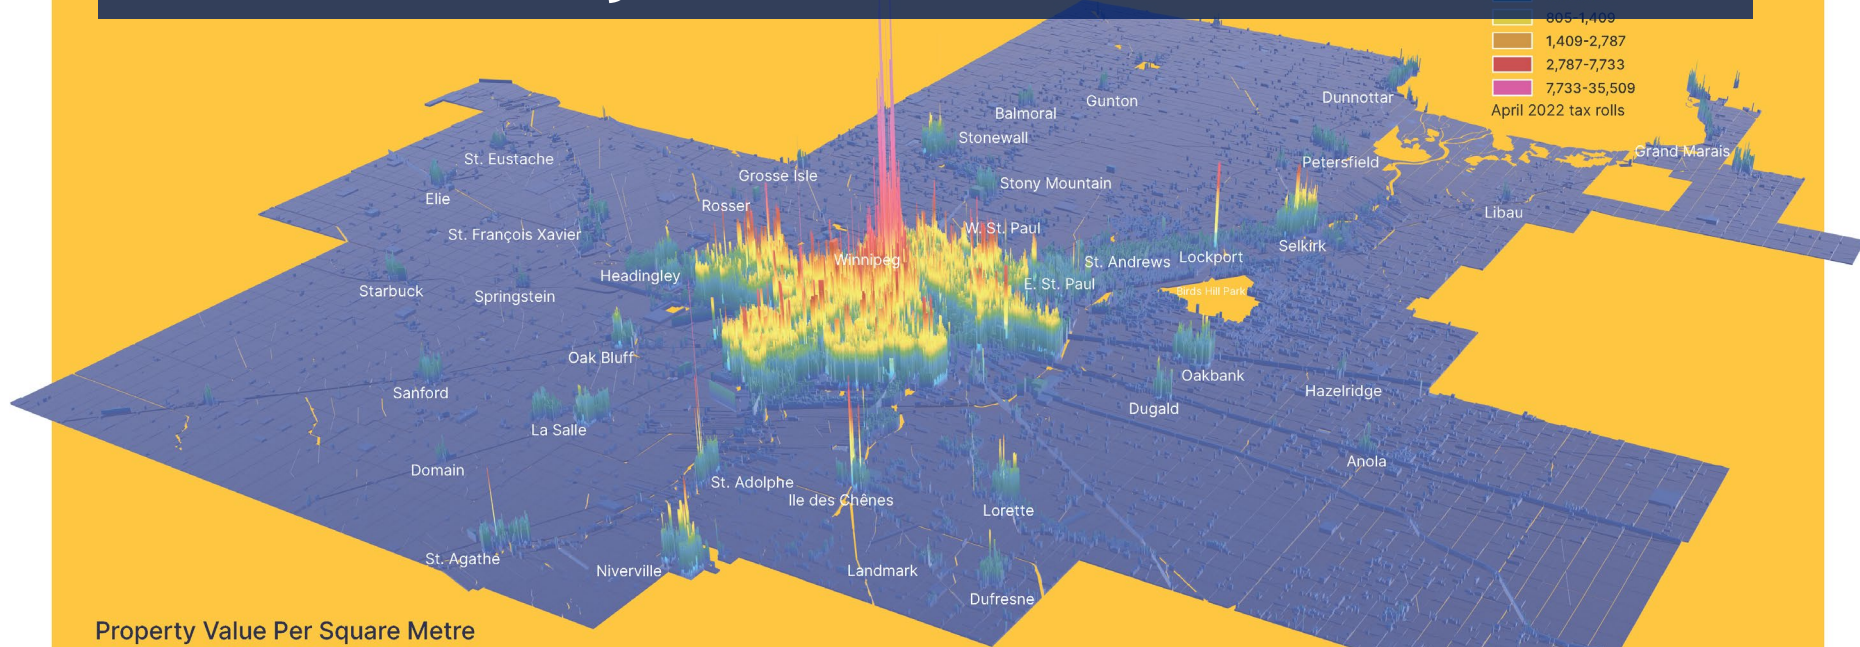 805-1,409
1,409-2,787
2,787-7,733
7,733-35,509
April 2022 tax rolls
Dunnottar
Gunton
Balmoral
Stonewall
Petersfield
Grand Marais
St. Eustache
Grosse Isle
Stony Mountain
Elie
Rosser
Libau
St. François Xavier
W. St. Paul
Selkirk
Winnipeg
St. Andrews
Lockport
Headingley
E. St. Paul
Birds Hill Park
Starbuck
Springstein
Oak Bluff
Oakbank
Sanford
Hazelridge
Dugald
La Salle
Anola
Domain
St. Adolphe
Ile des Chênes
Lorette
St. Agathe
Niverville
Landmark
Dufresne
Property Value Per Square Metre